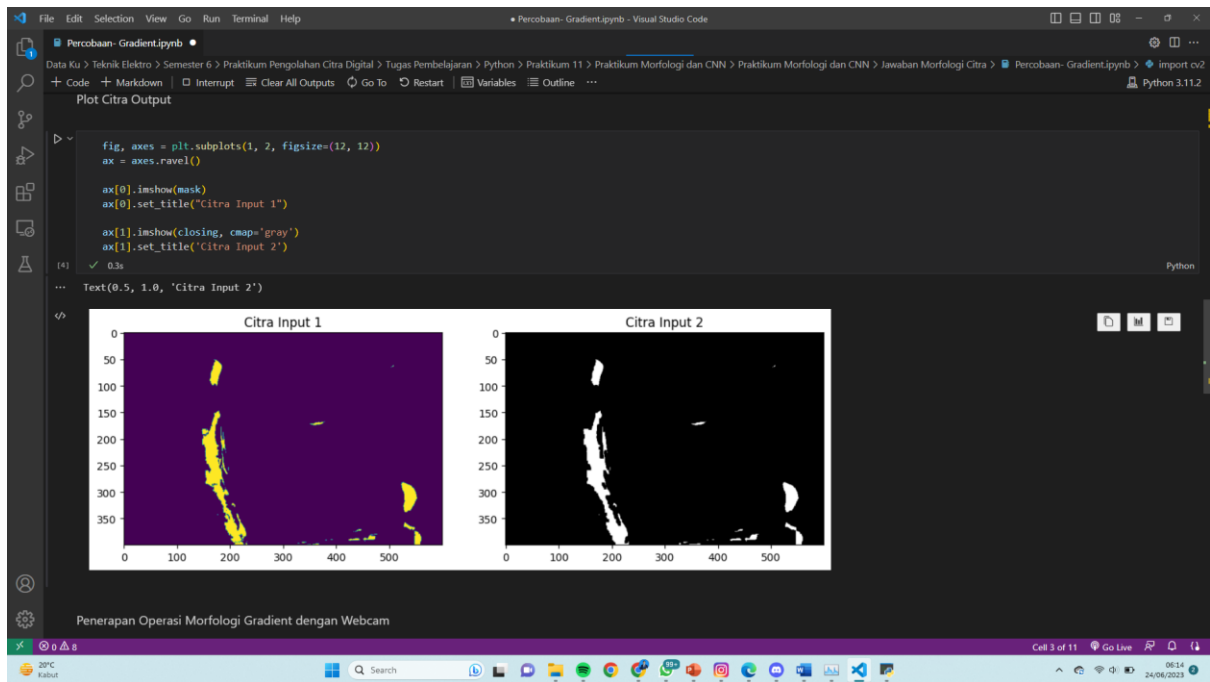 File Edit Selection View Go Run Terminal Help
● Percobaan- Gradient.ipynb - Visual Studio Code
Percobaan- Gradient.ipynb ●
Data Ku > Teknik Elektro > Semester 6 > Praktikum Pengolahan Citra Digital > Tugas Pembelajaran > Python > Praktikum 11 > Praktikum Morfologi dan CNN > Praktikum Morfologi dan CNN > Jawaban Morfologi Citra > Percobaan- Gradient.ipynb > import cv2
+ Code + Markdown | Interrupt Clear All Outputs Go To Restart | Variables Outline ···
Python 3.11.2
1
Plot Citra Output
fig, axes = plt.subplots(1, 2, figsize=(12, 12))
ax = axes.ravel()
ax[0].imshow(mask)
ax[0].set_title("Citra Input 1")
ax[1].imshow(closing, cmap='gray')
ax[1].set_title('Citra Input 2')
[4] ✓ 0.3s
Python
··· Text(0.5, 1.0, 'Citra Input 2')
Citra Input 1
0
50
100
150
200
250
300
350
0 100 200 300 400 500
Citra Input 2
0
50
100
150
200
250
300
350
0 100 200 300 400 500
Penerapan Operasi Morfologi Gradient dengan Webcam
0 8
Cell 3 of 11 Go Live
20°C
Kabut
Search
99+
06:14
24/06/2023
2